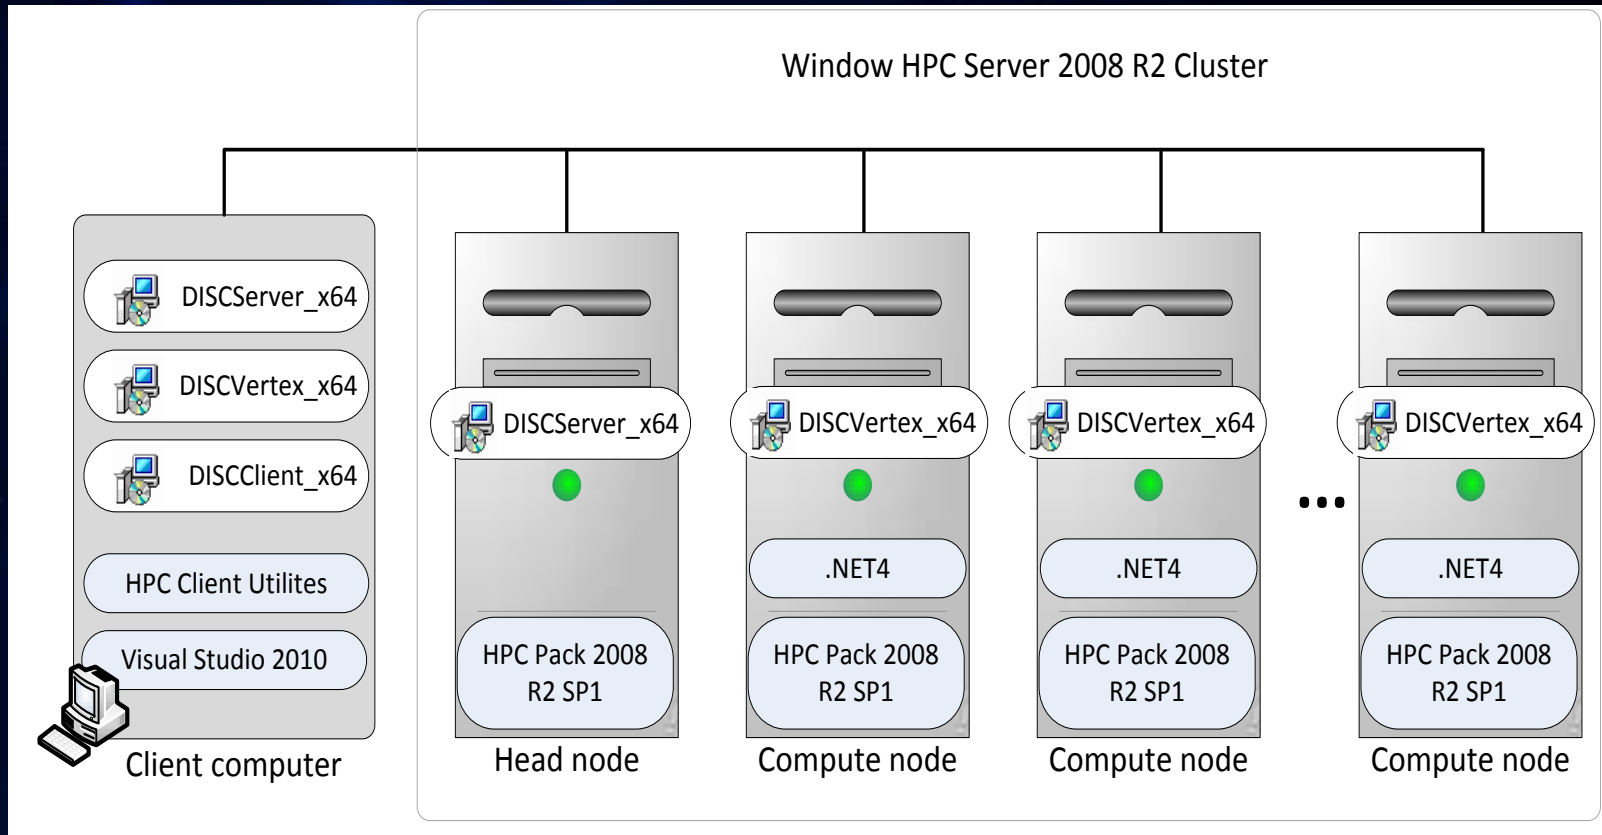 Window HPC Server 2008 R2 Cluster
DISCServer_x64
DISCVertex_x64
DISCClient_x64
HPC Client Utilites
Visual Studio 2010
Client computer
DISCServer_x64
HPC Pack 2008
R2 SP1
Head node
DISCVertex_x64
.NET4
HPC Pack 2008
R2 SP1
Compute node
DISCVertex_x64
.NET4
HPC Pack 2008
R2 SP1
Compute node
...
DISCVertex_x64
.NET4
HPC Pack 2008
R2 SP1
Compute node